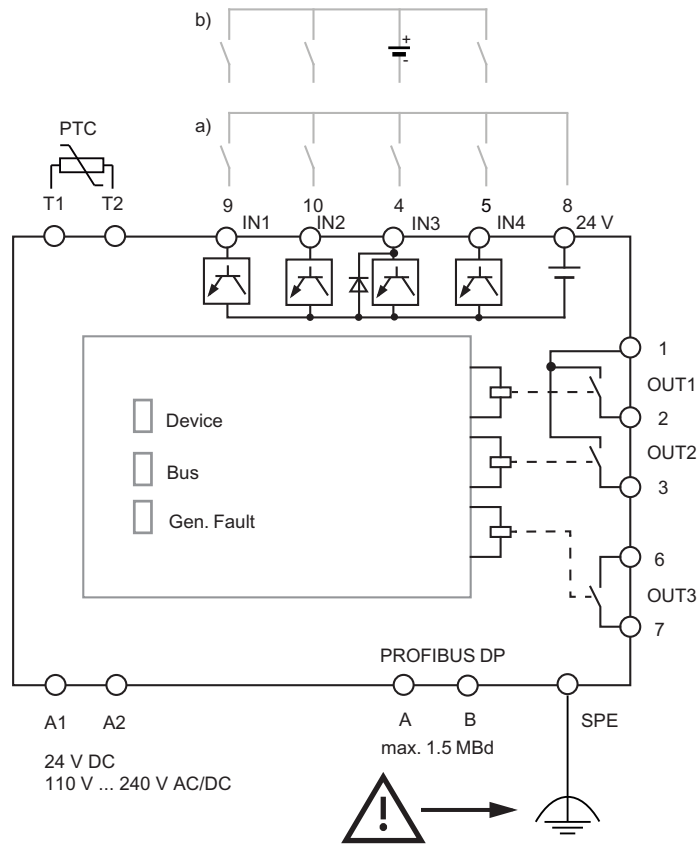 b)
+
-
a)
PTC
T1 T2
9 10 4 5 8
IN1 IN2 IN3 IN4 24 V
1
OUT1
2
OUT2
3
6
OUT3
7
Device
Bus
Gen. Fault
PROFIBUS DP
A1 A2 A B SPE
max. 1.5 MBd
24 V DC
110 V ... 240 V AC/DC
!